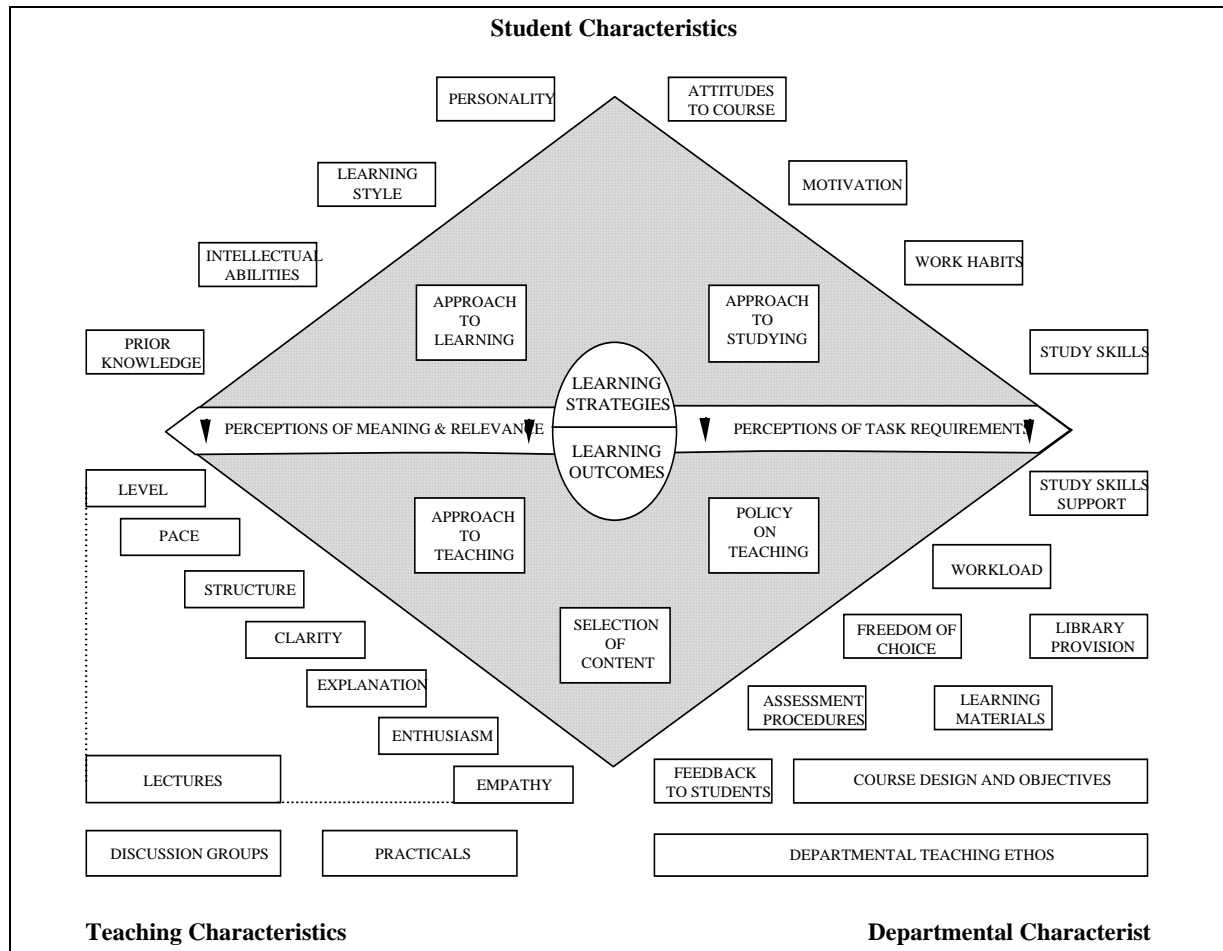 Student Characteristics
PERSONALITY
ATTITUDES
TO COURSE
LEARNING
STYLE
MOTIVATION
INTELLECTUAL
ABILITIES
WORK HABITS
APPROACH
TO
LEARNING
APPROACH
TO
STUDYING
PRIOR
KNOWLEDGE
STUDY SKILLS
LEARNING
STRATEGIES
PERCEPTIONS OF MEANING & RELEVANCE
PERCEPTIONS OF TASK REQUIREMENTS
LEARNING
OUTCOMES
LEVEL
STUDY SKILLS
SUPPORT
PACE
APPROACH
TO
TEACHING
POLICY
ON
TEACHING
WORKLOAD
STRUCTURE
CLARITY
SELECTION
OF
CONTENT
FREEDOM OF
CHOICE
LIBRARY
PROVISION
EXPLANATION
ASSESSMENT
PROCEDURES
LEARNING
MATERIALS
ENTHUSIASM
LECTURES
EMPATHY
FEEDBACK
TO STUDENTS
COURSE DESIGN AND OBJECTIVES
DISCUSSION GROUPS
PRACTICALS
DEPARTMENTAL TEACHING ETHOS
Teaching Characteristics
Departmental Characterist